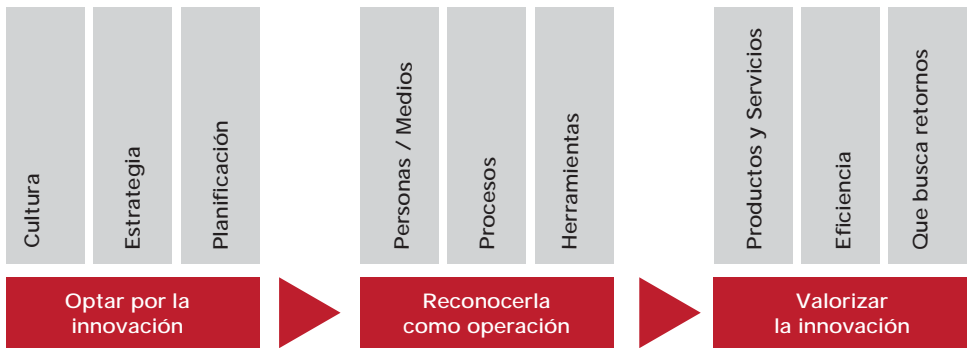 Cultura
Estrategia
Planificación
Optar por la
innovación
Personas / Medios
Procesos
Herramientas
Reconocerla
como operación
Productos y Servicios
Eficiencia
Que busca retornos
Valorizar
la innovación